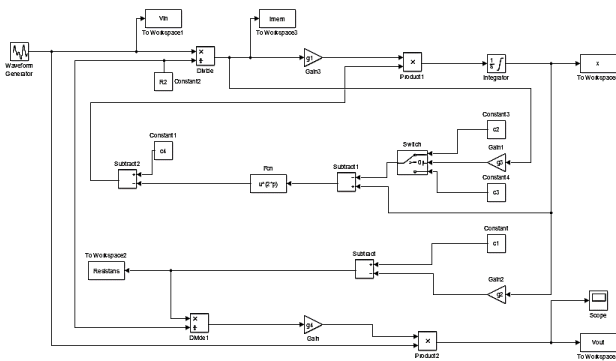 Vin
To Workspace1
Imem
To Workspace3
Waveform
Generator
×
÷
Divide
R2
Constant2
g1
Gain3
×
Product1
1
s
Integrator
x
To Workspace
Constant3
c2
Switch
Gain1
g3
Constant4
c3
Constant1
c4
Subtract2
+
−
Fcn
Subtract1
−
+
Constant
c1
To Workspace2
Resistans
Subtract
+
−
Gain2
g2
×
÷
Divide1
g4
Gain
×
Product2
Scope
Vout
To Workspace